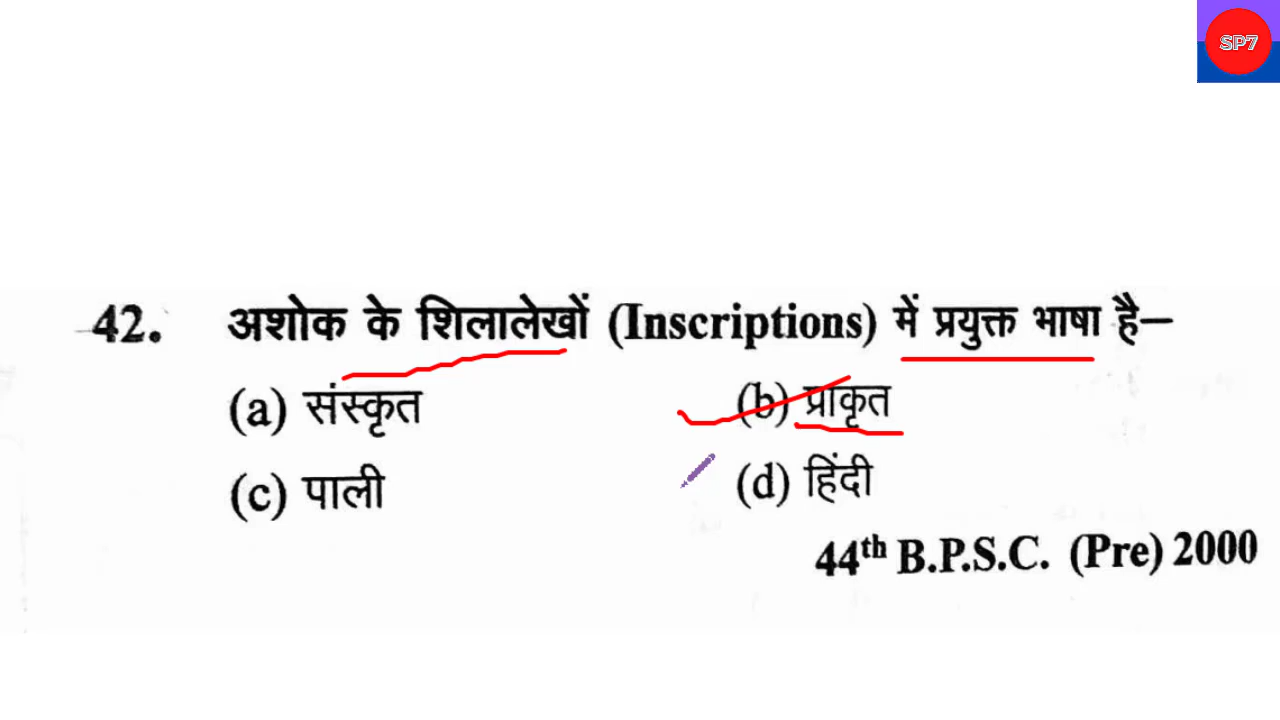 SP7
42. अशोक के शिलालेखों (Inscriptions) में प्रयुक्त भाषा है–
(a) संस्कृत (b) प्राकृत
(c) पाली (d) हिंदी
44th B.P.S.C. (Pre) 2000